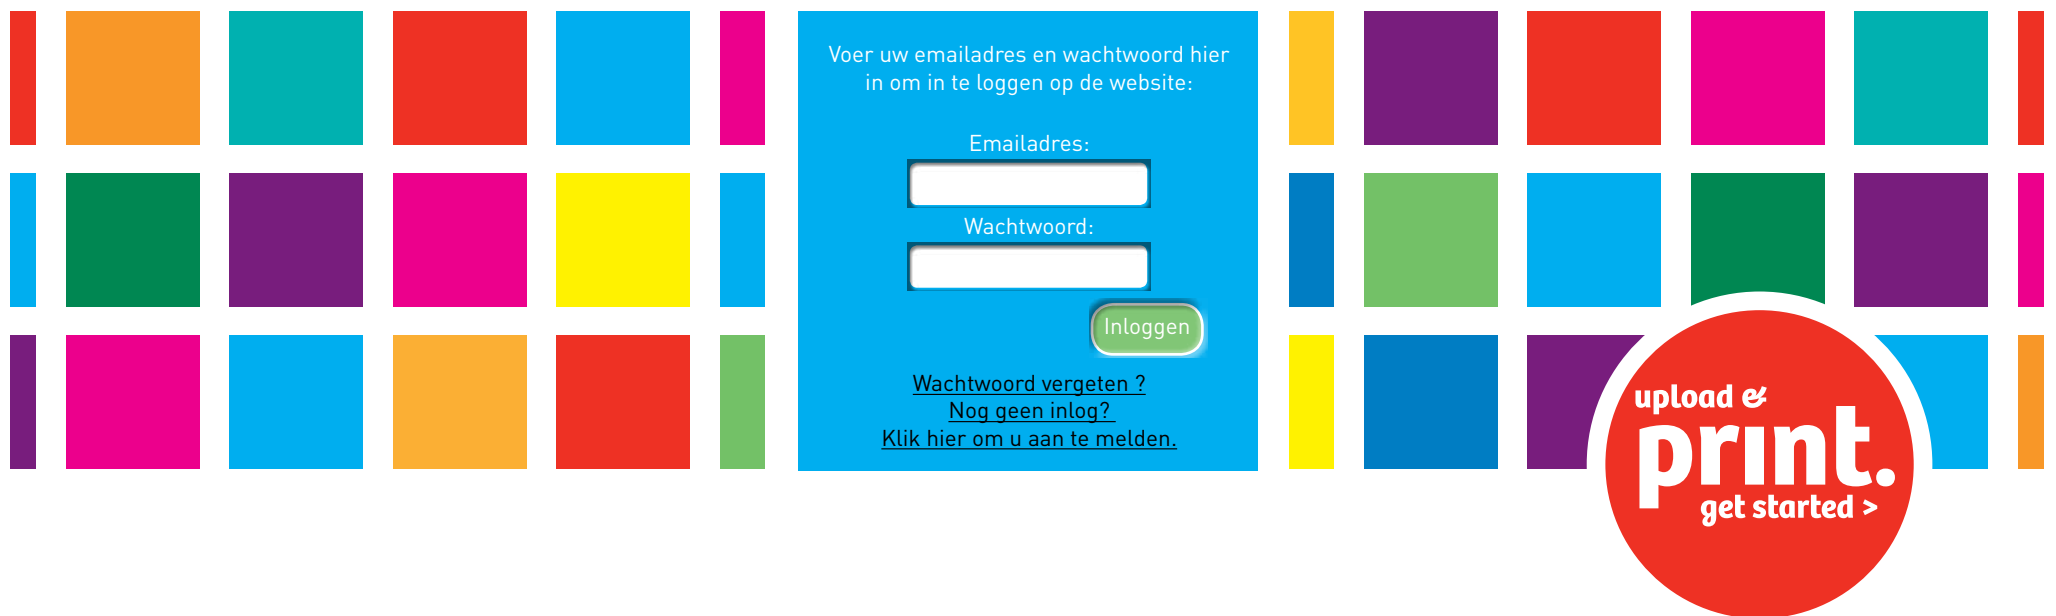 Voer uw emailadres en wachtwoord hier
in om in te loggen op de website:
Emailadres:
Wachtwoord:
Inloggen
Wachtwoord vergeten ?
Nog geen inlog?
Klik hier om u aan te melden.
upload &
print.
get started >